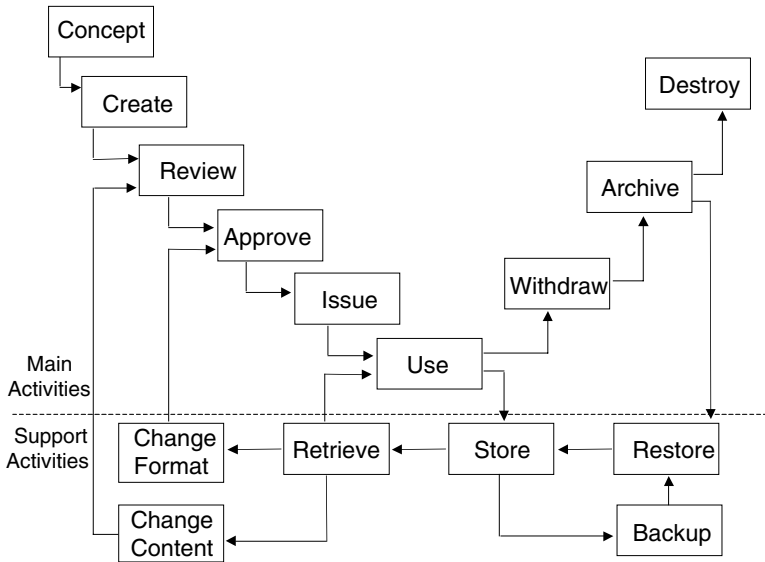 Concept
Create
Destroy
Review
Archive
Approve
Issue
Withdraw
Use
Main
Activities
Support
Activities
Change
Format
Retrieve
Store
Restore
Change
Content
Backup